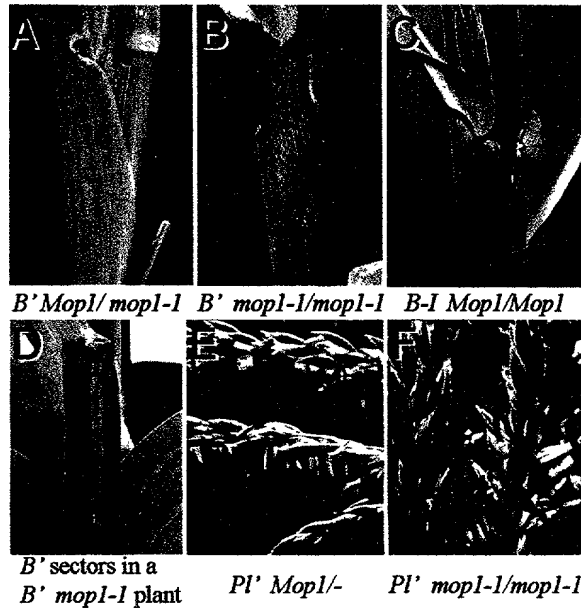 A
B
C
B' Mop1/ mop1-1
B' mop1-1/mop1-1
B-I Mop1/Mop1
D
E
F
B' sectors in a
B' mop1-1 plant
Pl' Mop1/-
Pl' mop1-1/mop1-1